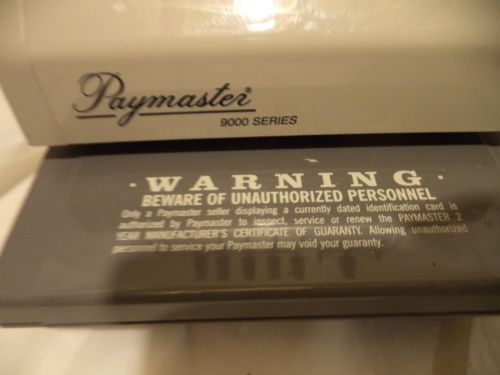 Paymaster®
9000 SERIES
· WARNING ·
BEWARE OF UNAUTHORIZED PERSONNEL
Only a Paymaster seller displaying a currently dated identification card is
authorized by Paymaster to inspect, service or renew the PAYMASTER 2
YEAR MANUFACTURER'S CERTIFICATE OF GUARANTY. Allowing unauthorized
personnel to service your Paymaster may void your guaranty.